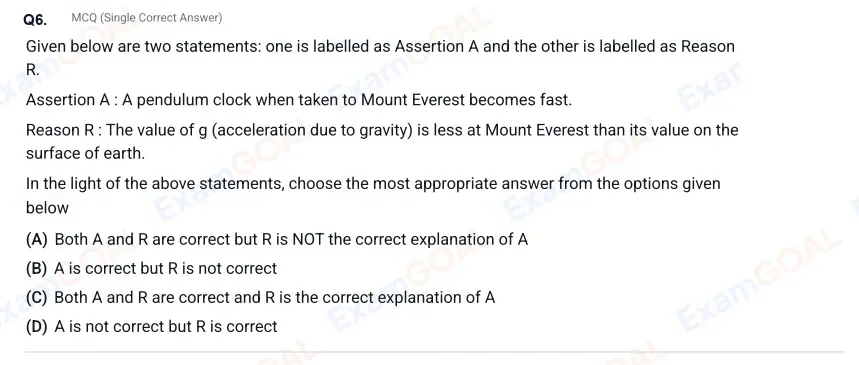 Q6. MCQ (Single Correct Answer)
Given below are two statements: one is labelled as Assertion A and the other is labelled as Reason
R.
Assertion A : A pendulum clock when taken to Mount Everest becomes fast.
Reason R : The value of g (acceleration due to gravity) is less at Mount Everest than its value on the
surface of earth.
In the light of the above statements, choose the most appropriate answer from the options given
below
(A) Both A and R are correct but R is NOT the correct explanation of A
(B) A is correct but R is not correct
(C) Both A and R are correct and R is the correct explanation of A
(D) A is not correct but R is correct
ExamGOAL
ExamGOAL
ExamGOAL
ExamGOAL